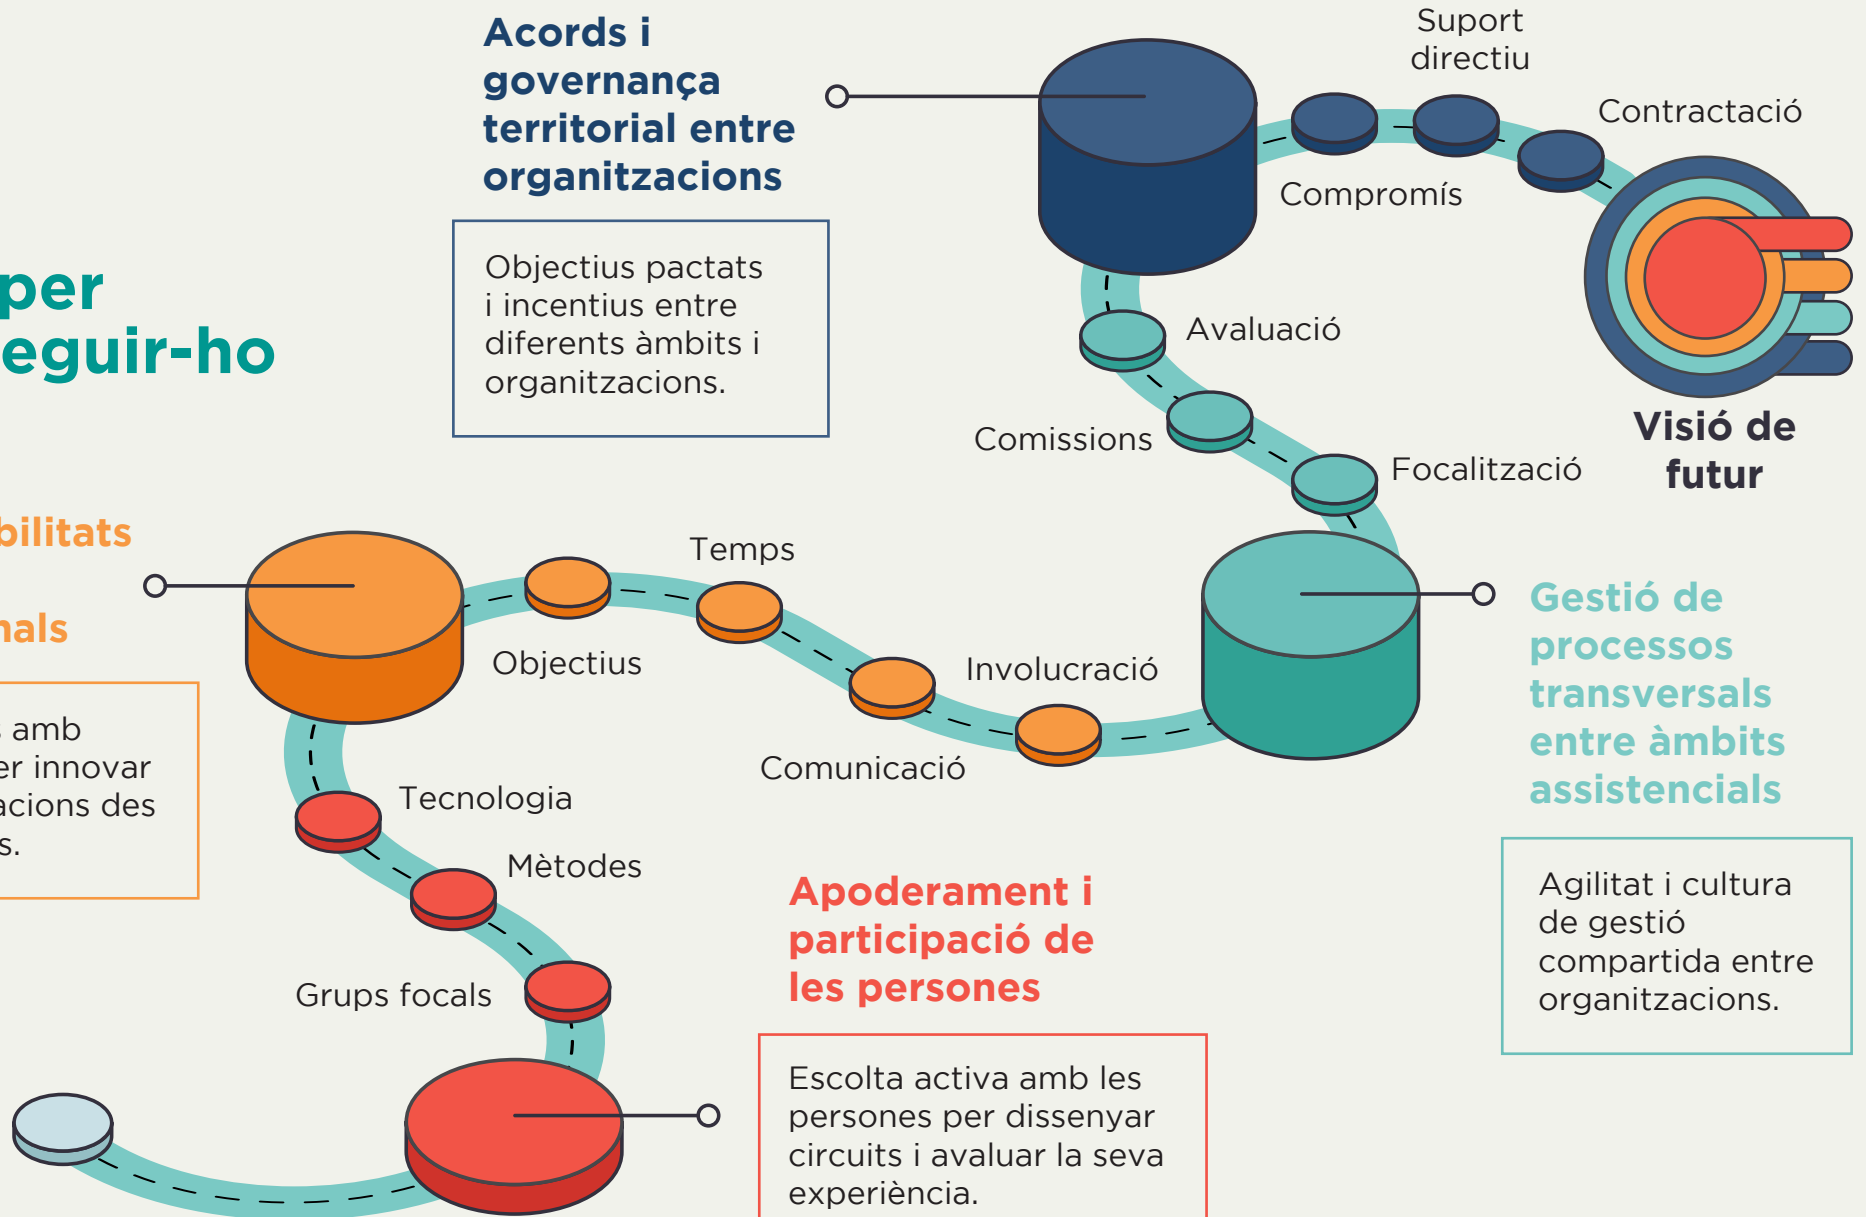 per
eguir-ho
Acords i
governança
territorial entre
organitzacions
Objectius pactats
i incentius entre
diferents àmbits i
organitzacions.
Suport
directiu
Contractació
Compromís
Avaluació
Comissions
Focalització
Visió de
futur
bilitats
nals
s amb
er innovar
acions des
s.
Objectius
Temps
Involucració
Comunicació
Gestió de
processos
transversals
entre àmbits
assistencials
Agilitat i cultura
de gestió
compartida entre
organitzacions.
Tecnologia
Mètodes
Grups focals
Apoderament i
participació de
les persones
Escolta activa amb les
persones per dissenyar
circuits i avaluar la seva
experiència.